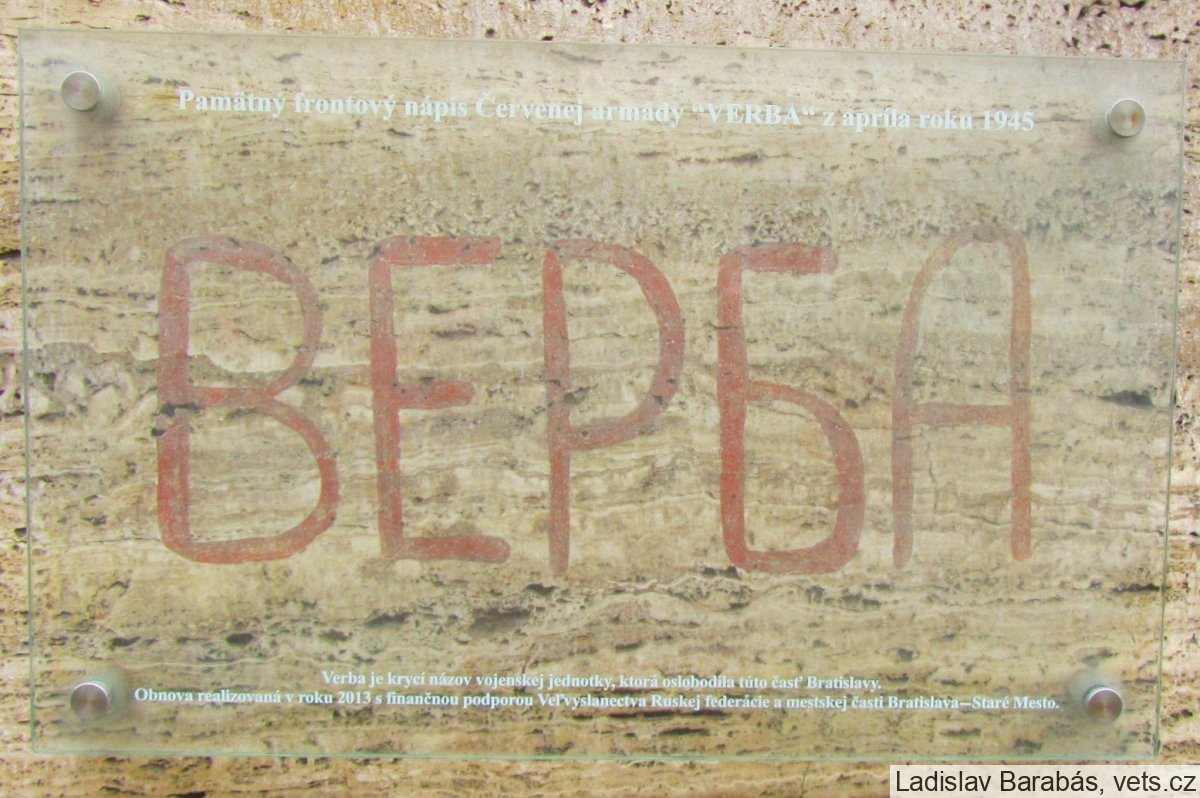 Pamätný frontový nápis Červenej armády “VERBA“ z apríla roku 1945
ВЕРБА
Verba je krycí názov vojenskej jednotky, ktorá oslobodila túto časť Bratislavy.
Obnova realizovaná v roku 2013 s finančnou podporou Veľvyslanectva Ruskej federácie a mestskej časti Bratislava—Staré Mesto.
Ladislav Barabás, vets.cz